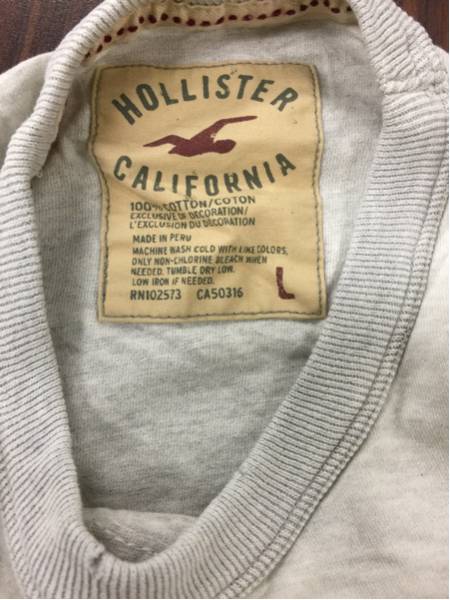 HOLLISTER
CALIFORNIA
100% COTTON/COTON
EXCLUSIVE OF DECORATION/
L'EXCLUSION DU DECORATION
MADE IN PERU
MACHINE WASH COLD WITH LIKE COLORS,
ONLY NON-CHLORINE BLEACH WHEN
NEEDED. TUMBLE DRY LOW.
LOW IRON IF NEEDED.
RN102573 CA50316
L